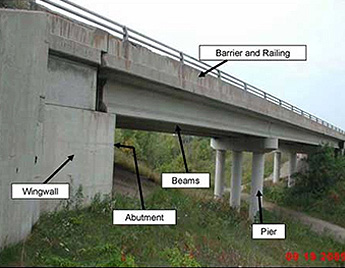 Barrier and Railing
Beams
Wingwall
Abutment
Pier